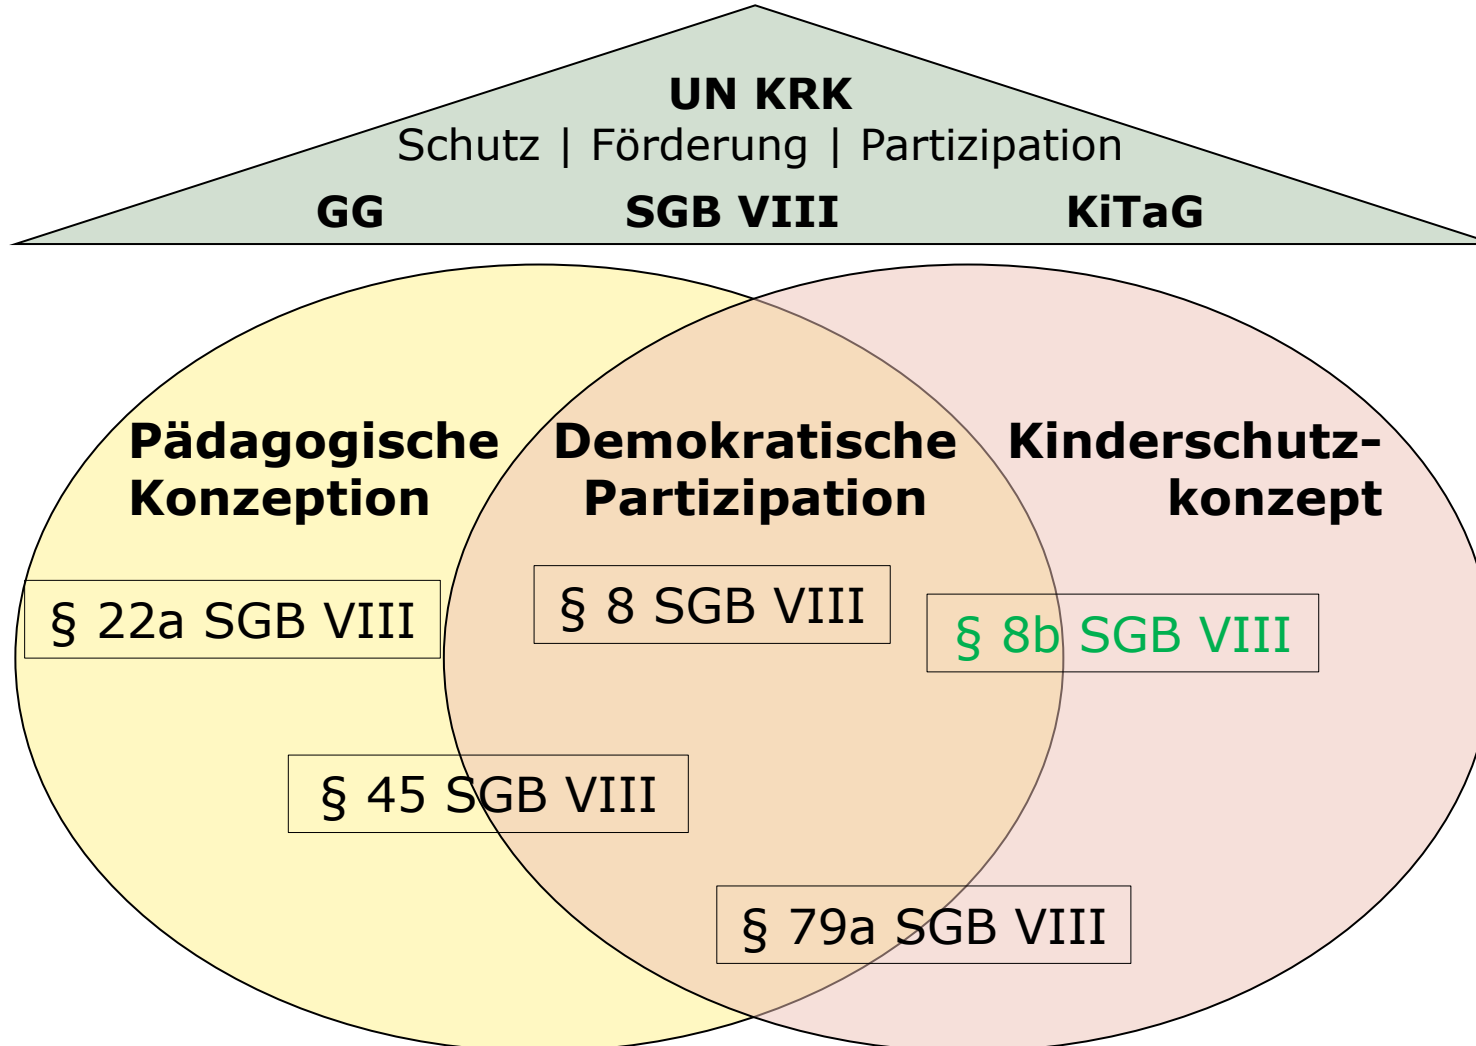 UN KRK
Schutz | Förderung | Partizipation
GG SGB VIII KiTaG
Pädagogische
Konzeption
Demokratische
Partizipation
Kinderschutz–
konzept
§ 22a SGB VIII
§ 8 SGB VIII
§ 8b SGB VIII
§ 45 SGB VIII
§ 79a SGB VIII